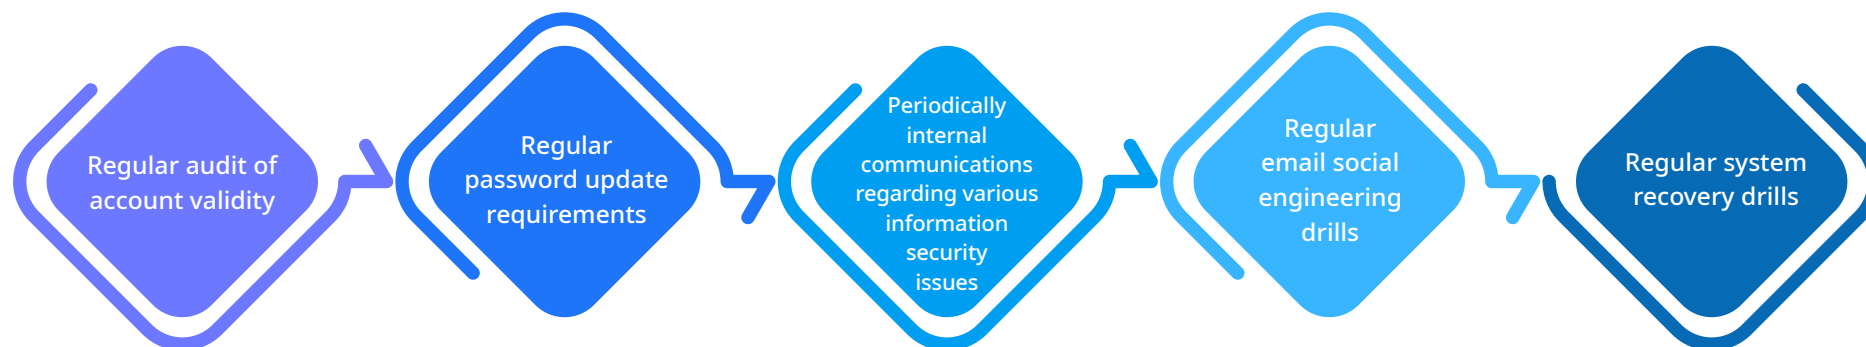 Regular audit of
account validity
Regular
password update
requirements
Periodically
internal
communications
regarding various
information
security
issues
Regular
email social
engineering
drills
Regular system
recovery drills